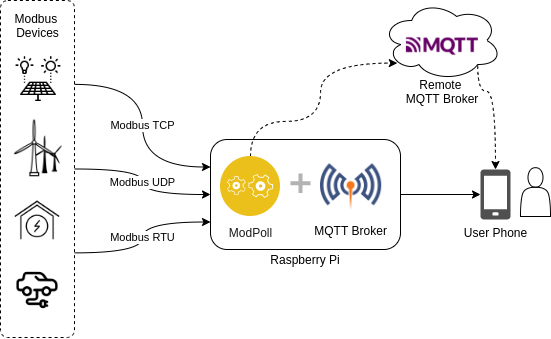 Modbus
Devices
Modbus TCP
Modbus UDP
Modbus RTU
ModPoll
MQTT Broker
Raspberry Pi
MQTT
Remote
MQTT Broker
User Phone